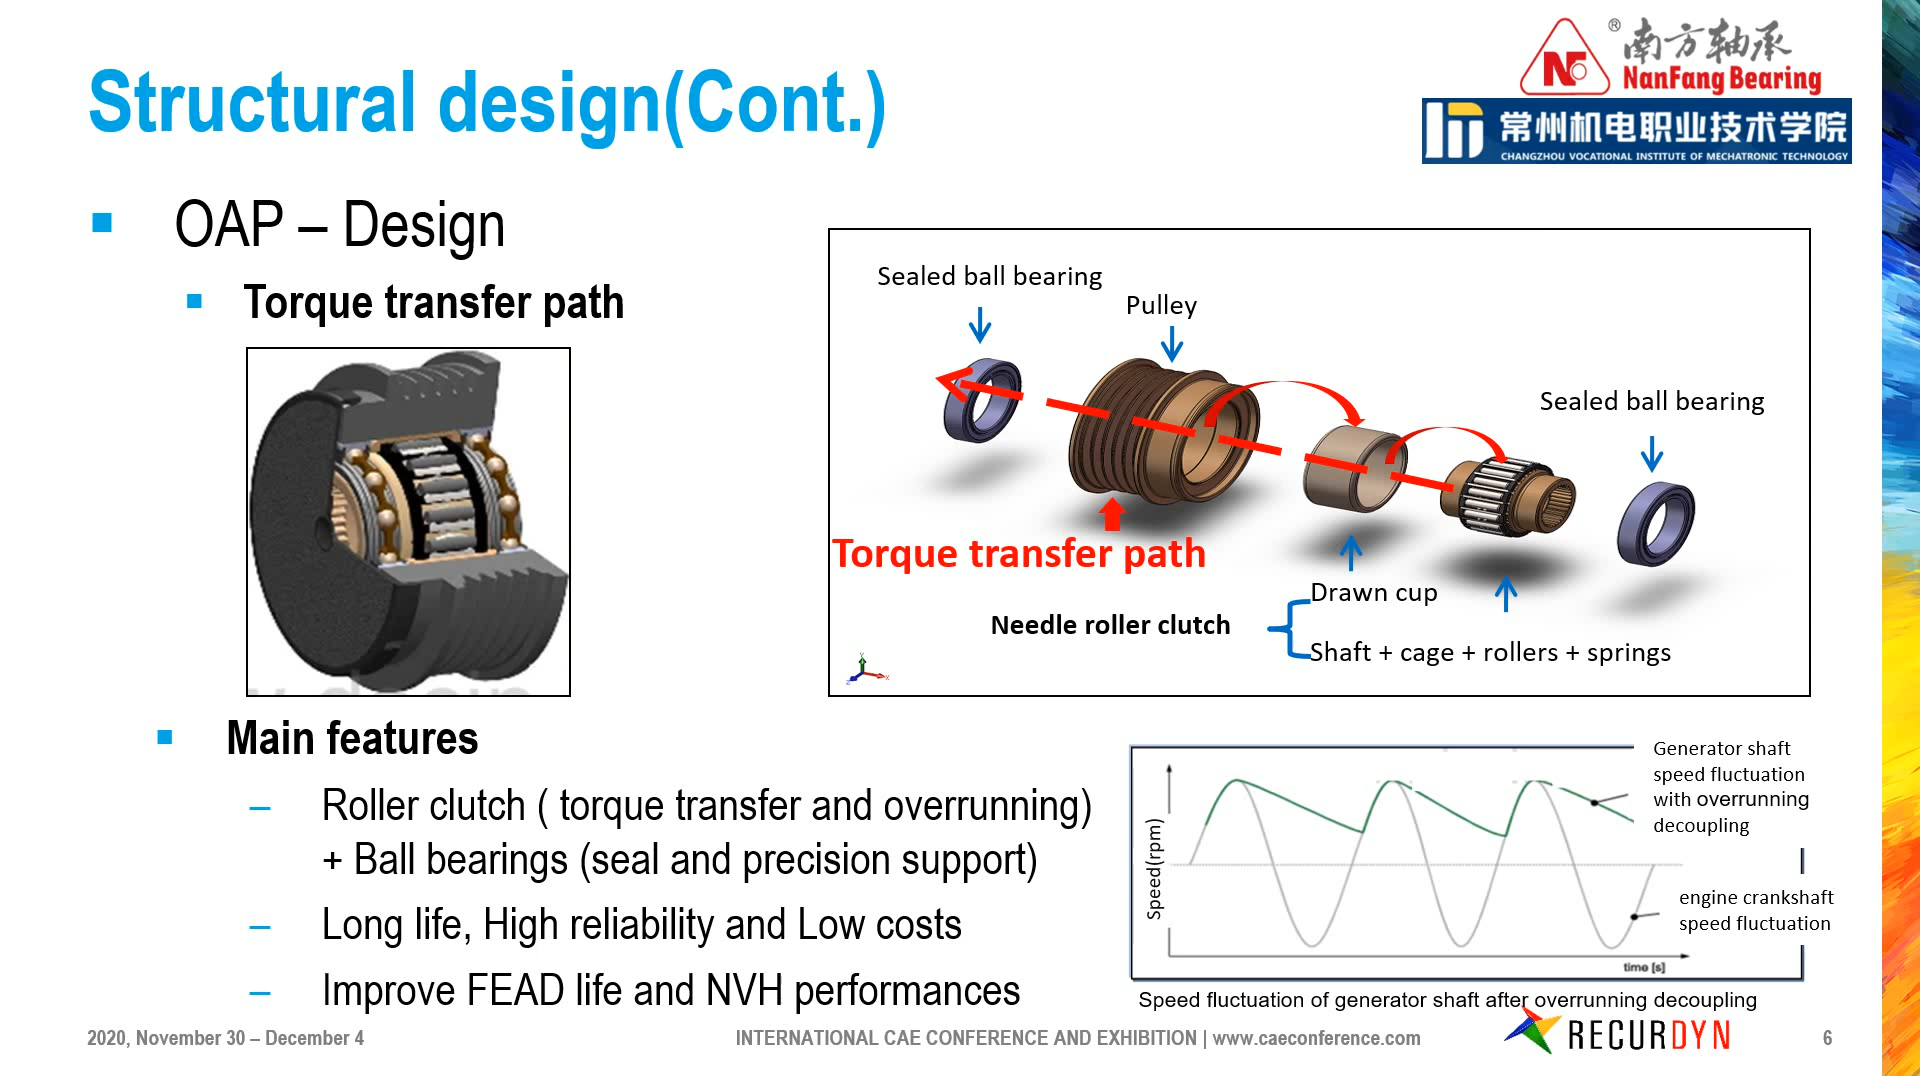 Structural design(Cont.)
® 南方轴承
NanFang Bearing
常州机电职业技术学院
CHANGZHOU VOCATIONAL INSTITUTE OF MECHATRONIC TECHNOLOGY
OAP – Design
Torque transfer path
Sealed ball bearing
Pulley
Sealed ball bearing
Torque transfer path
Drawn cup
Needle roller clutch
Shaft + cage + rollers + springs
Main features
– Roller clutch ( torque transfer and overrunning)
+ Ball bearings (seal and precision support)
– Long life, High reliability and Low costs
– Improve FEAD life and NVH performances
Generator shaft
speed fluctuation
with overrunning
decoupling
Speed(rpm)
engine crankshaft
speed fluctuation
time [s]
Speed fluctuation of generator shaft after overrunning decoupling
2020, November 30 – December 4
INTERNATIONAL CAE CONFERENCE AND EXHIBITION | www.caeconference.com
RECURDYN
6